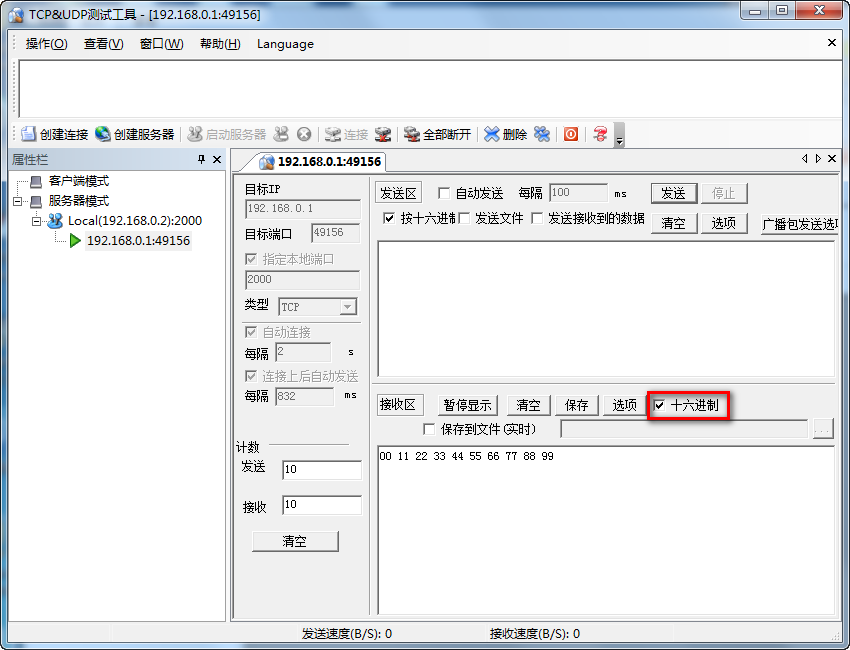 TCP&UDP测试工具 - [192.168.0.1:49156]
操作(O) 查看(V) 窗口(W) 帮助(H) Language
创建连接 创建服务器 启动服务器 连接 全部断开 删除
属性栏
客户端模式
服务器模式
Local(192.168.0.2):2000
192.168.0.1:49156
192.168.0.1:49156
目标IP
192.168.0.1
目标端口 49156
指定本地端口
2000
类型 TCP
自动连接
每隔 2 s
连接上后自动发送
每隔 832 ms
计数
发送 10
接收 10
清空
发送区 自动发送 每隔 100 ms 发送 停止
按十六进制 发送文件 发送接收到的数据 清空 选项 广播包发送选
接收区 暂停显示 清空 保存 选项 十六进制
保存到文件(实时) ...
00 11 22 33 44 55 66 77 88 99
发送速度(B/S): 0 接收速度(B/S): 0